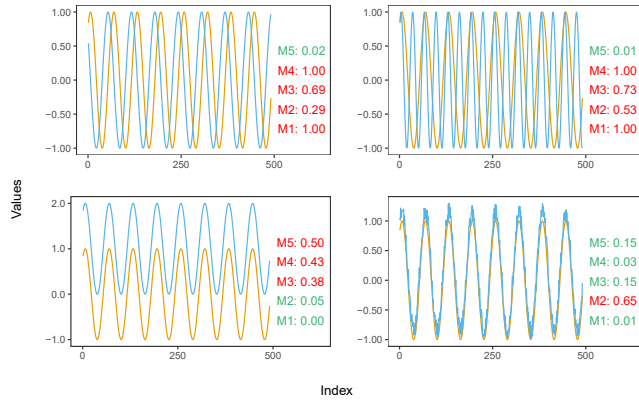 1.00
0.50
0.00
−0.50
−1.00
M5: 0.02
M4: 1.00
M3: 0.69
M2: 0.29
M1: 1.00
0
250
500
1.00
0.50
0.00
−0.50
−1.00
M5: 0.01
M4: 1.00
M3: 0.73
M2: 0.53
M1: 1.00
0
250
500
Values
2.0
1.0
0.0
−1.0
M5: 0.50
M4: 0.43
M3: 0.38
M2: 0.05
M1: 0.00
0
250
500
1.00
0.50
0.00
−0.50
−1.00
M5: 0.15
M4: 0.03
M3: 0.15
M2: 0.65
M1: 0.01
0
250
500
Index